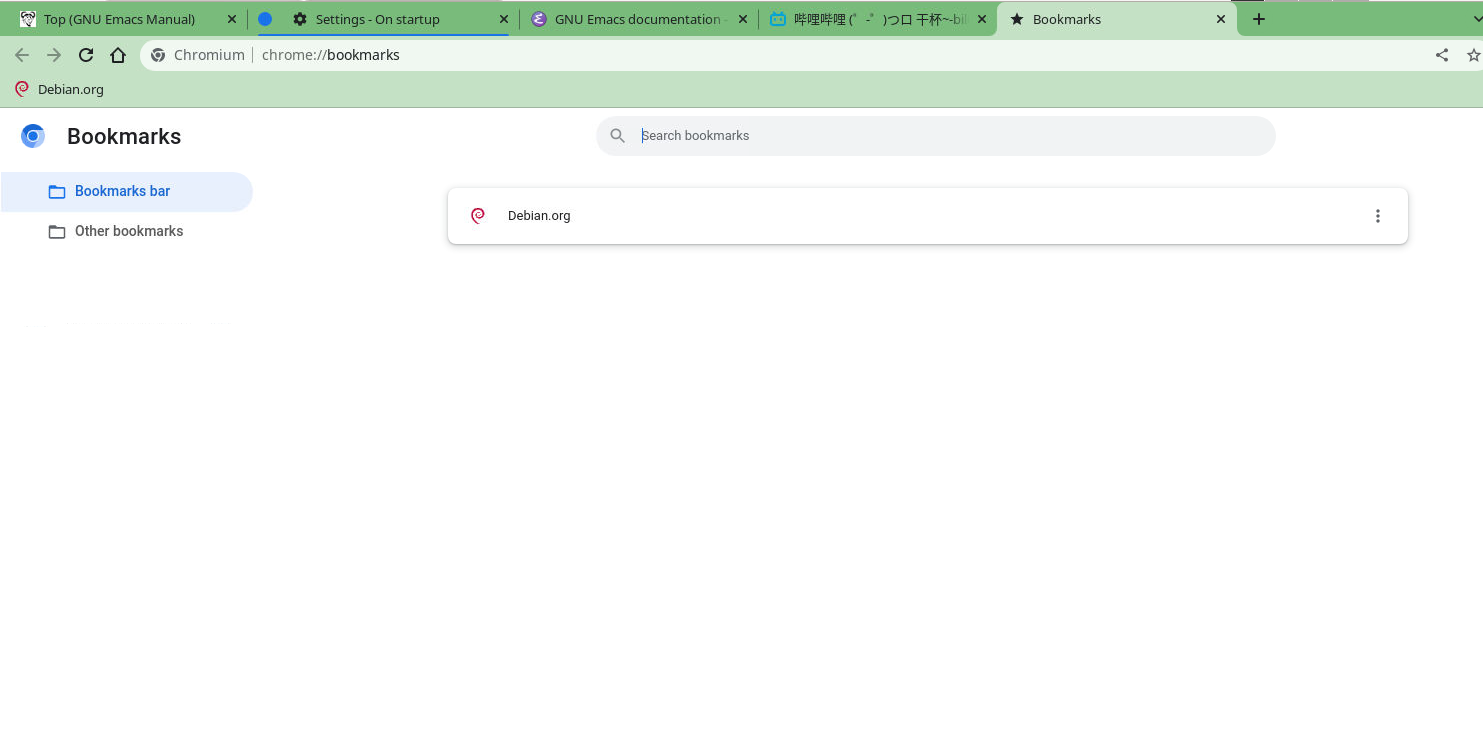 Top (GNU Emacs Manual)
Settings - On startup
GNU Emacs documentation -
哔哩哔哩 (゜-゜)つロ 干杯~-bili
Bookmarks
Chromium
chrome://bookmarks
Debian.org
Bookmarks
Search bookmarks
Bookmarks bar
Debian.org
Other bookmarks